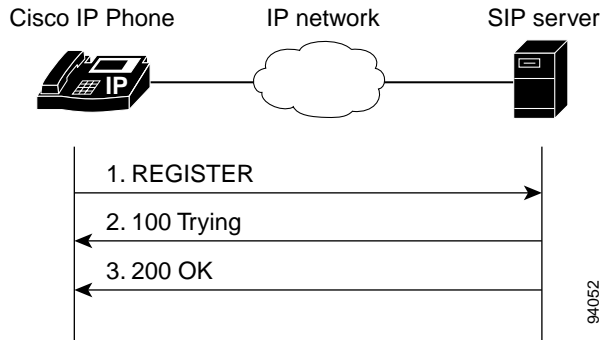 Cisco IP Phone
IP network
SIP server
IP
1. REGISTER
2. 100 Trying
3. 200 OK
94052